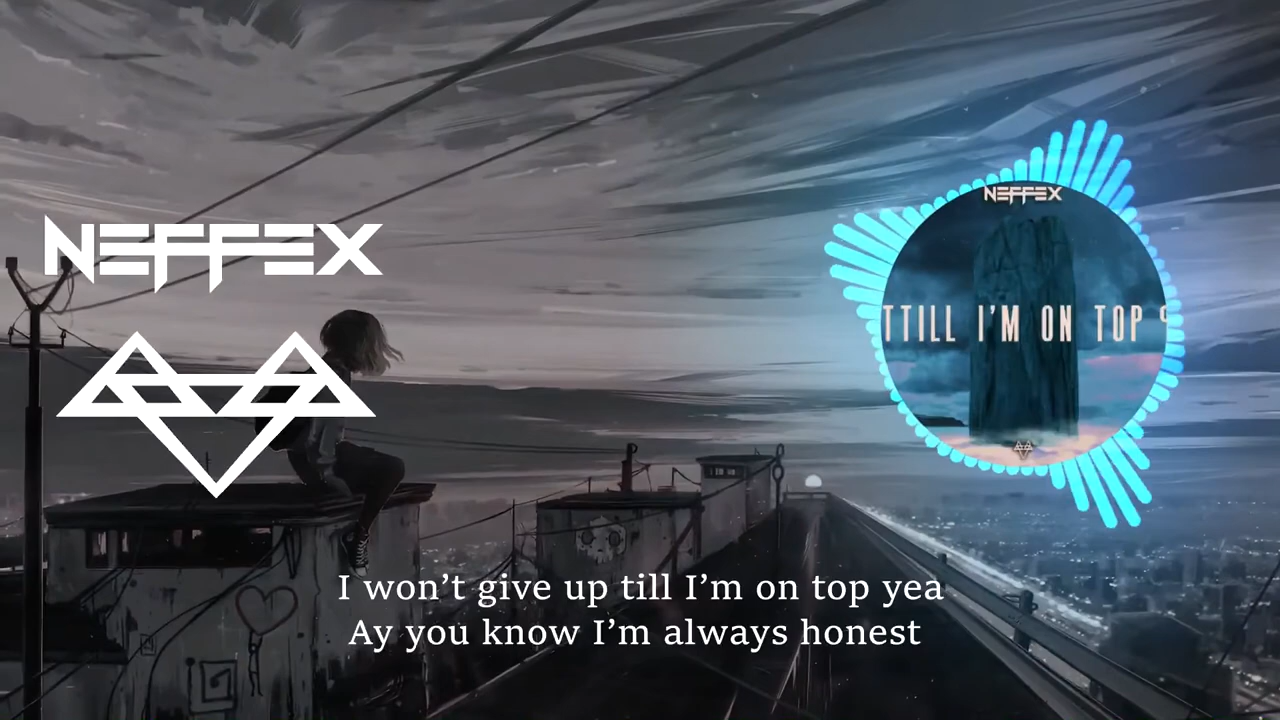 NEFFEX
NEFFEX
TTILL I'M ON TOP
I won't give up till I'm on top yea
Ay you know I'm always honest